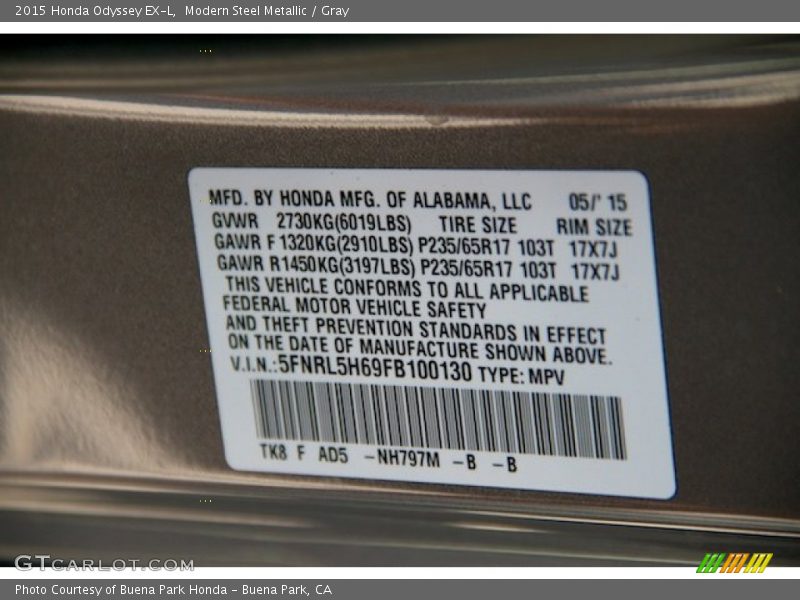 2015 Honda Odyssey EX-L, Modern Steel Metallic / Gray
MFD. BY HONDA MFG. OF ALABAMA, LLC 05/' 15
GVWR 2730KG(6019LBS) TIRE SIZE RIM SIZE
GAWR F 1320KG(2910LBS) P235/65R17 103T 17X7J
GAWR R1450KG(3197LBS) P235/65R17 103T 17X7J
THIS VEHICLE CONFORMS TO ALL APPLICABLE
FEDERAL MOTOR VEHICLE SAFETY
AND THEFT PREVENTION STANDARDS IN EFFECT
ON THE DATE OF MANUFACTURE SHOWN ABOVE.
V.I.N.:5FNRL5H69FB100130 TYPE: MPV
TK8 F AD5 -NH797M -B -B
GTCARLOT.COM
Photo Courtesy of Buena Park Honda - Buena Park, CA